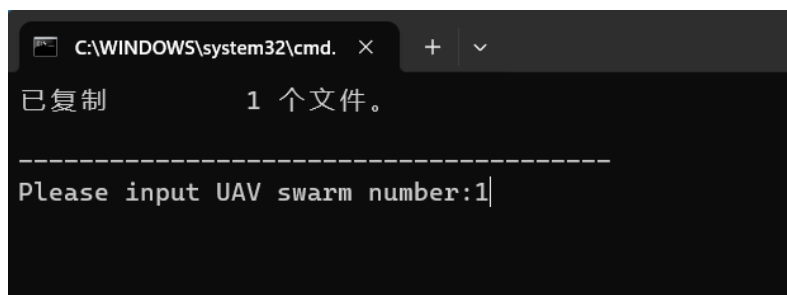 C:\WINDOWS\system32\cmd.
已复制         1 个文件。
---------------------------------------
Please input UAV swarm number:1